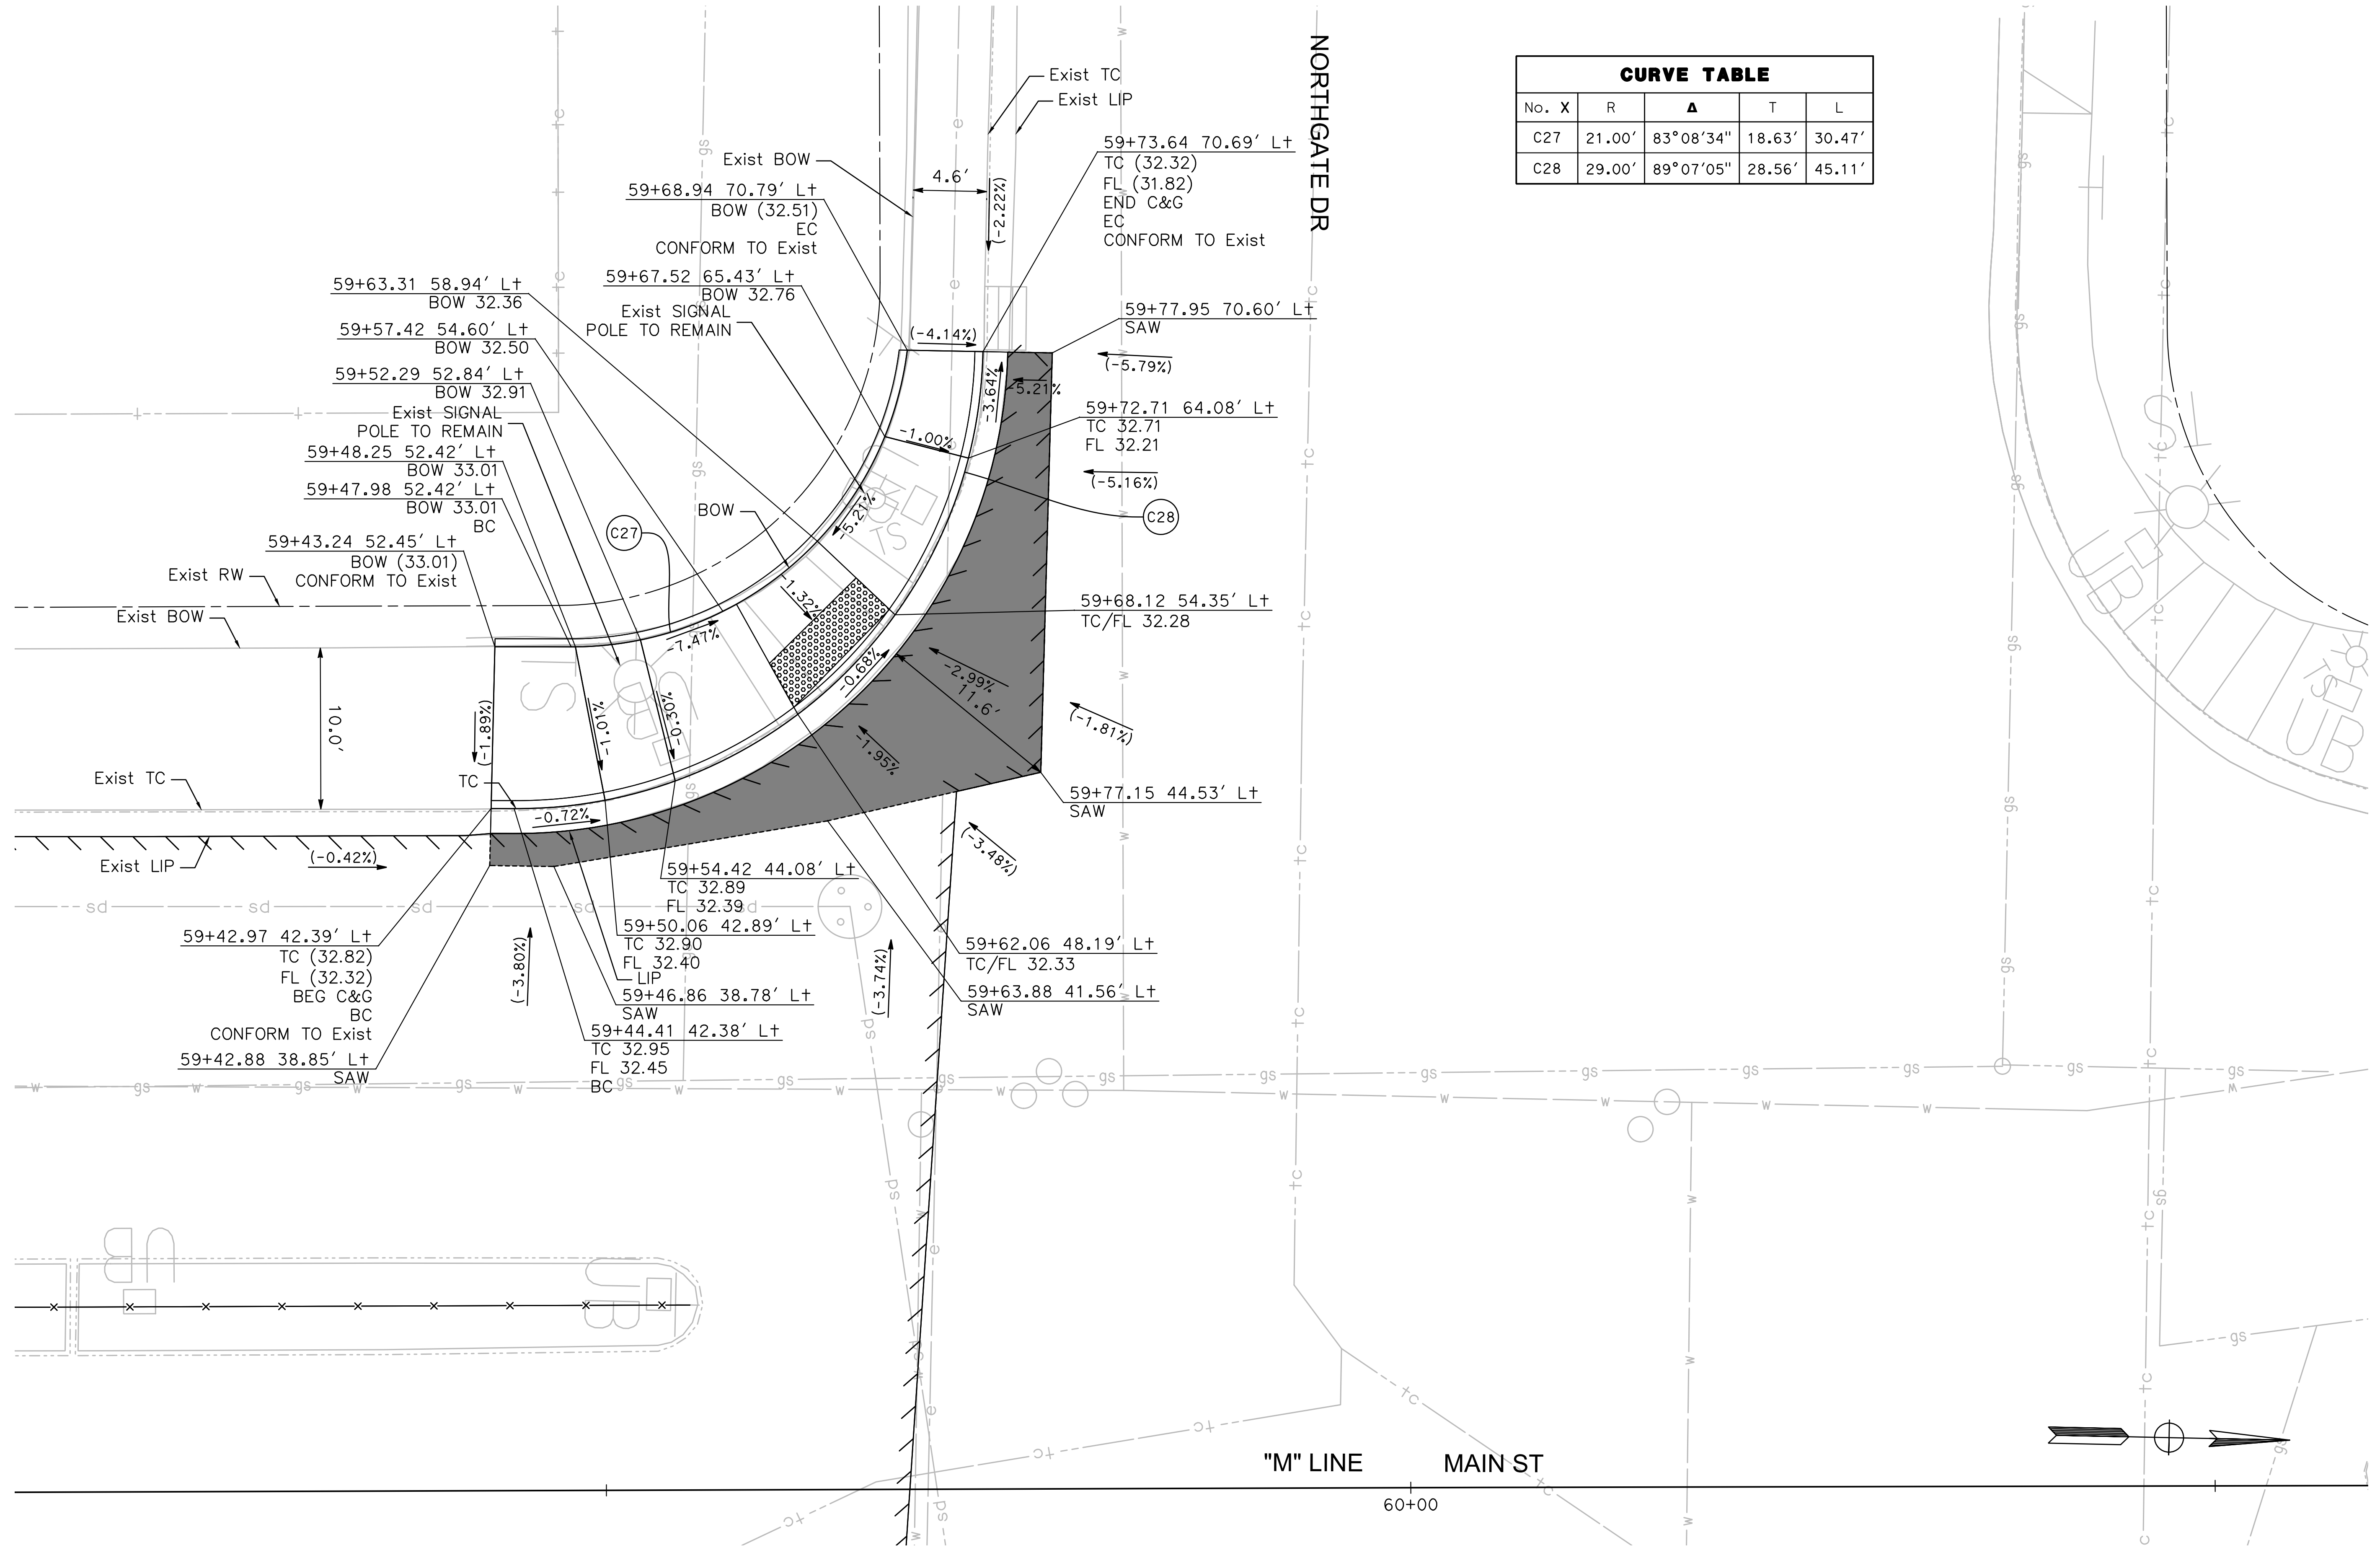 NORTHGATE DR
CURVE TABLE
No. X R Δ T L
C27 21.00′ 83°08′34" 18.63′ 30.47′
C28 29.00′ 89°07′05" 28.56′ 45.11′
Exist TC
Exist LIP
59+73.64 70.69′ Lt
TC (32.32)
FL (31.82)
END C&G
EC
CONFORM TO Exist
Exist BOW
4.6′
(-2.22%)
59+68.94 70.79′ Lt
BOW (32.51)
EC
CONFORM TO Exist
59+67.52 65.43′ Lt
BOW 32.76
Exist SIGNAL
POLE TO REMAIN
59+63.31 58.94′ Lt
BOW 32.36
59+57.42 54.60′ Lt
BOW 32.50
59+52.29 52.84′ Lt
BOW 32.91
Exist SIGNAL
POLE TO REMAIN
59+48.25 52.42′ Lt
BOW 33.01
59+47.98 52.42′ Lt
BOW 33.01
BC
59+43.24 52.45′ Lt
BOW (33.01)
CONFORM TO Exist
Exist RW
Exist BOW
BOW
C27
59+77.95 70.60′ Lt
SAW
(-4.14%)
(-5.79%)
-3.64%
-5.21%
59+72.71 64.08′ Lt
TC 32.71
FL 32.21
-1.00%
(-5.16%)
C28
-5.21%
-1.32%
59+68.12 54.35′ Lt
TC/FL 32.28
-7.47%
-0.68%
-2.99%
11.6′
(-1.81%)
-0.30%
-1.01%
(-1.89%)
10.0′
-1.95%
Exist TC
TC
-0.72%
59+77.15 44.53′ Lt
SAW
(-3.48%)
Exist LIP
(-0.42%)
59+54.42 44.08′ Lt
TC 32.89
FL 32.39
59+50.06 42.89′ Lt
TC 32.90
FL 32.40
LIP
59+46.86 38.78′ Lt
SAW
59+44.41 42.38′ Lt
TC 32.95
FL 32.45
BC
59+42.97 42.39′ Lt
TC (32.82)
FL (32.32)
BEG C&G
BC
CONFORM TO Exist
59+42.88 38.85′ Lt
SAW
(-3.80%)
(-3.74%)
59+62.06 48.19′ Lt
TC/FL 32.33
59+63.88 41.56′ Lt
SAW
"M" LINE MAIN ST
60+00